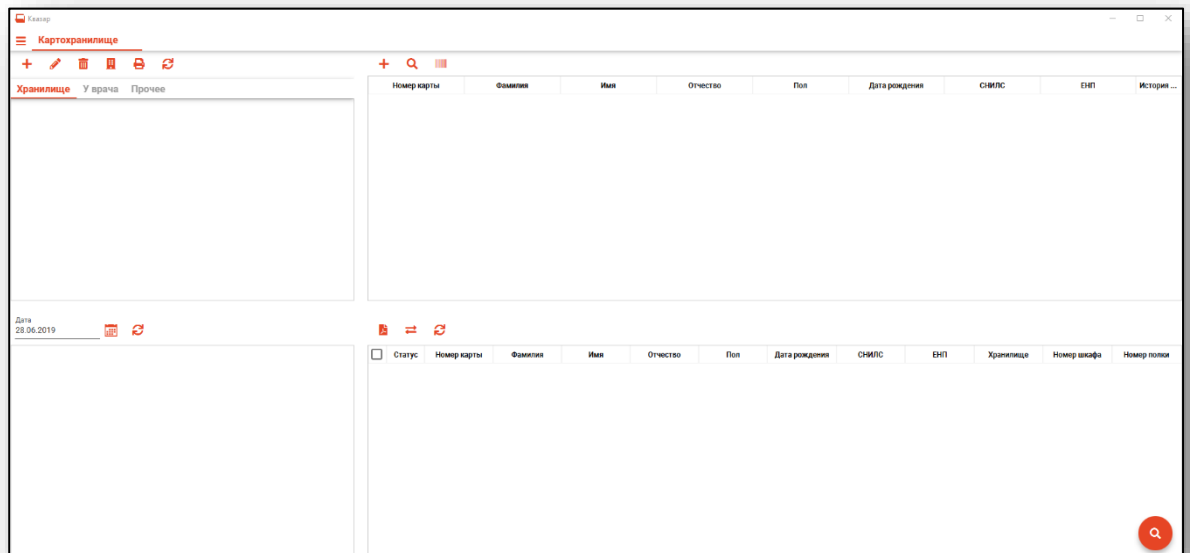 Квазар
Картохранилище
Хранилище У врача Прочее
Номер карты Фамилия Имя Отчество Пол Дата рождения СНИЛС ЕНП История ...
Дата
28.06.2019
Статус Номер карты Фамилия Имя Отчество Пол Дата рождения СНИЛС ЕНП Хранилище Номер шкафа Номер полки